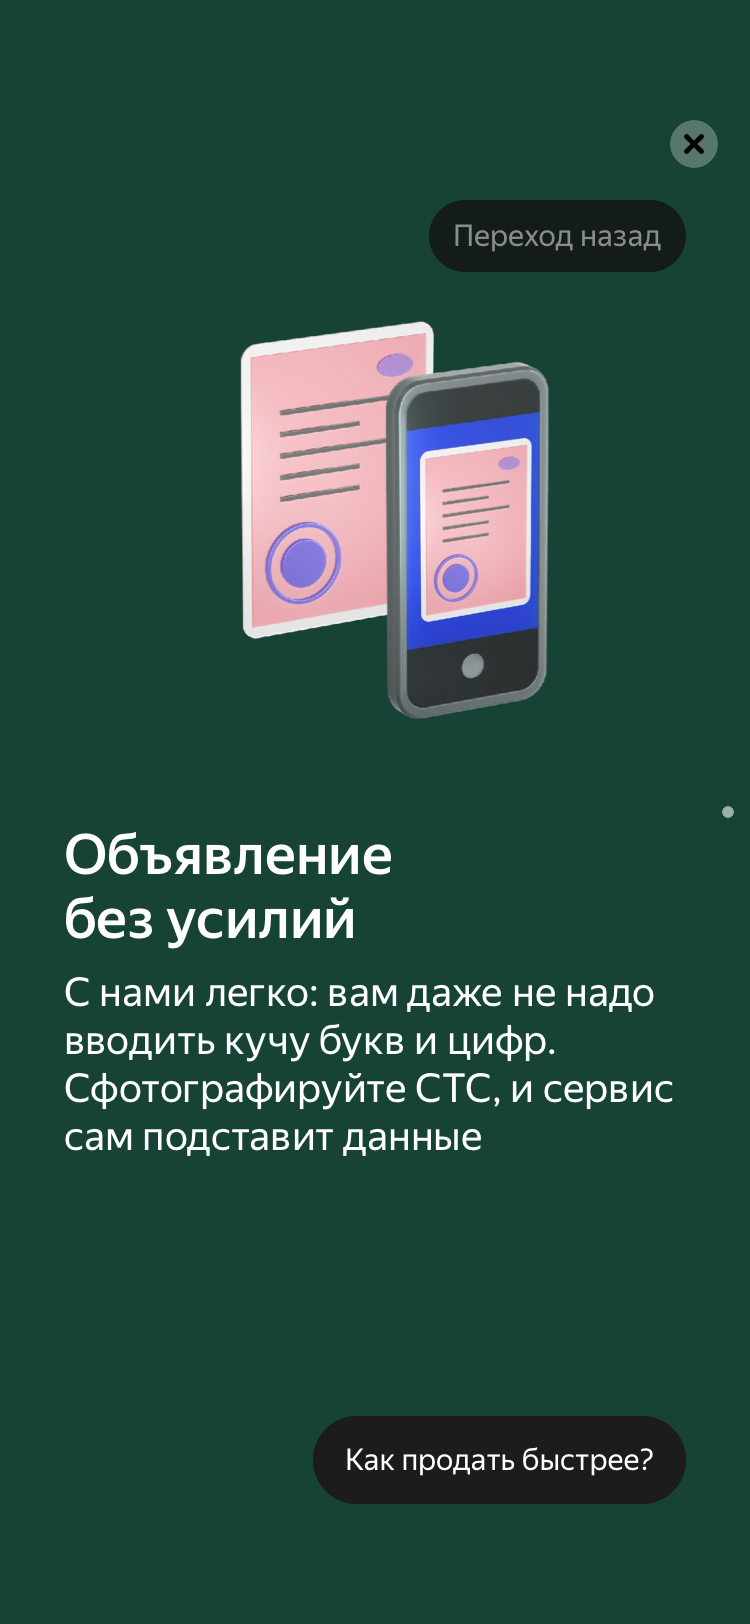 Переход назад
Объявление
без усилий
С нами легко: вам даже не надо
вводить кучу букв и цифр.
Сфотографируйте СТС, и сервис
сам подставит данные
Как продать быстрее?